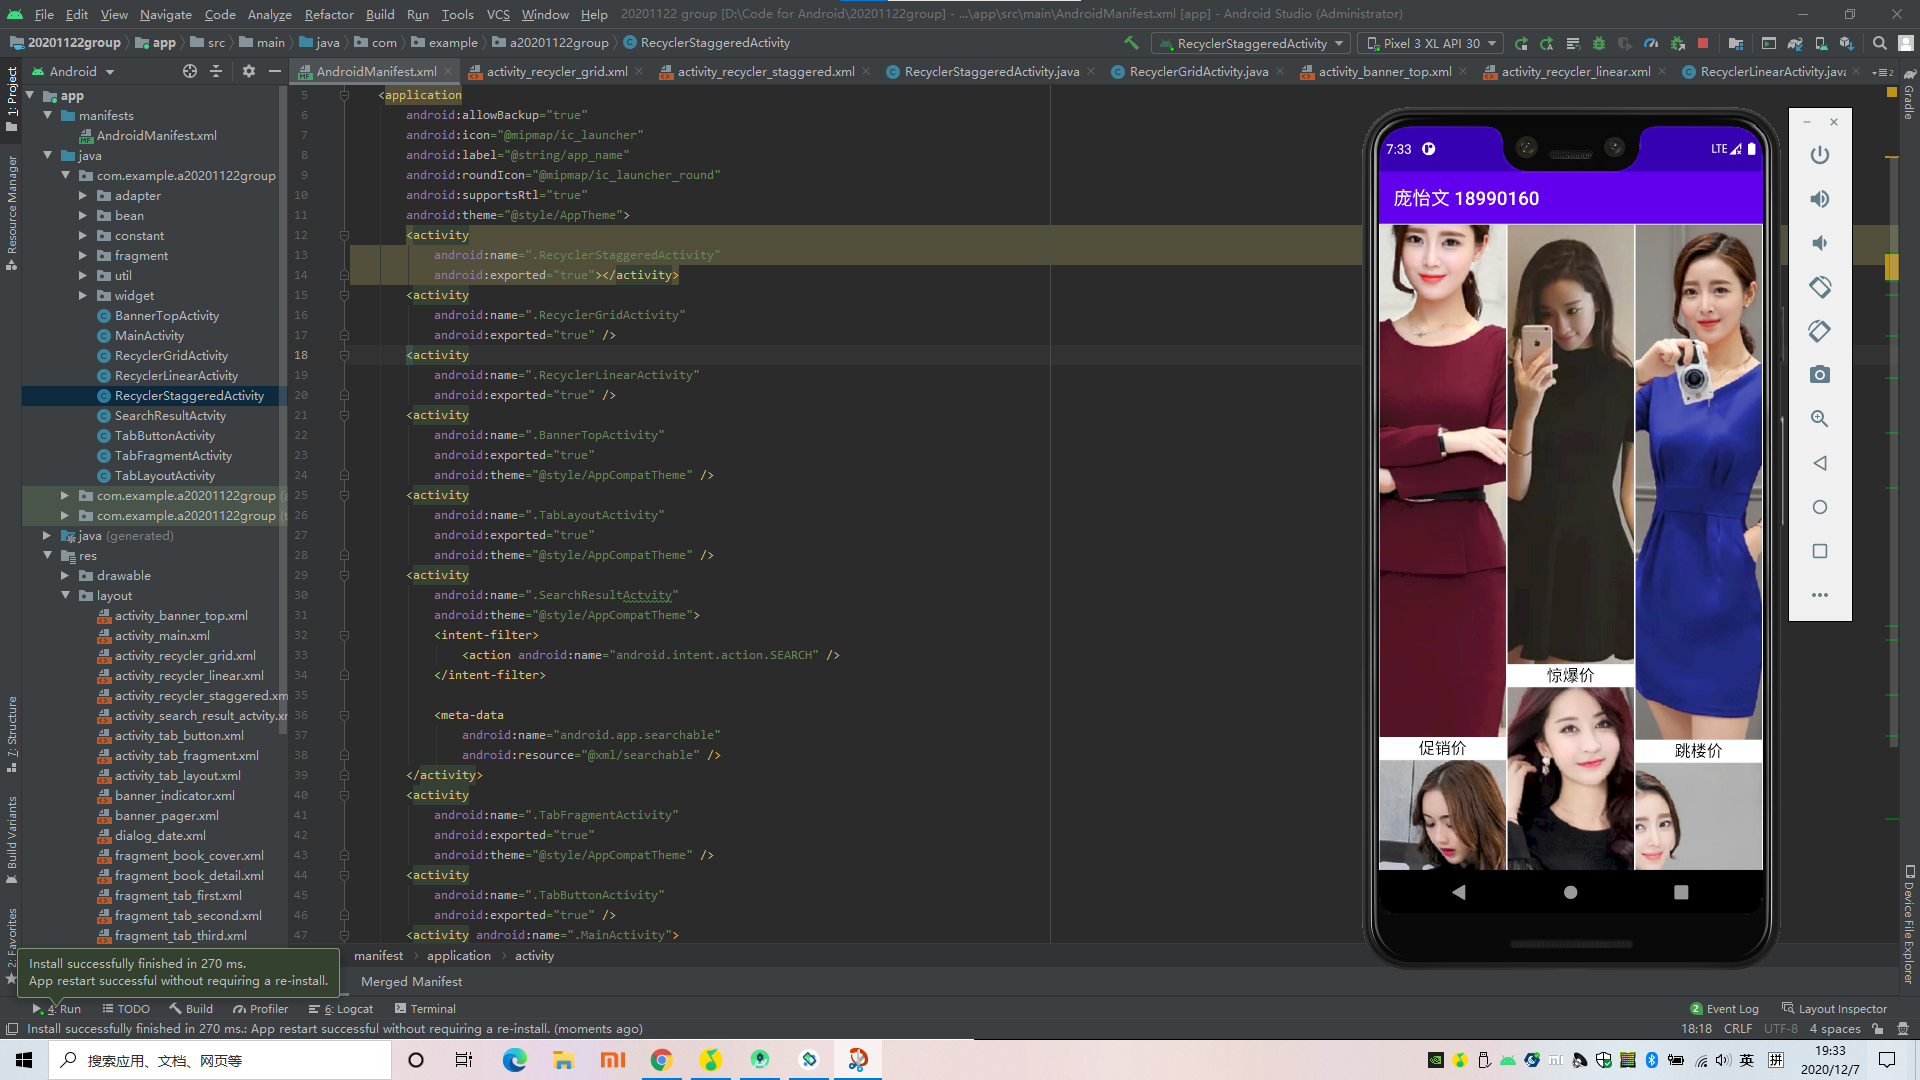 File Edit View Navigate Code Analyze Refactor Build Run Tools VCS Window Help 20201122 group [D:\Code for Android\20201122group] - ...\app\src\main\AndroidManifest.xml [app] - Android Studio (Administrator)
20201122group app src main java com example a20201122group RecyclerStaggeredActivity
RecyclerStaggeredActivity Pixel 3 XL API 30
Android
AndroidManifest.xml activity_recycler_grid.xml activity_recycler_staggered.xml RecyclerStaggeredActivity.java RecyclerGridActivity.java activity_banner_top.xml activity_recycler_linear.xml RecyclerLinearActivity.java
1: Project
Resource Manager
7: Structure
Build Variants
2: Favorites
app
manifests
AndroidManifest.xml
java
com.example.a20201122group
adapter
bean
constant
fragment
util
widget
BannerTopActivity
MainActivity
RecyclerGridActivity
RecyclerLinearActivity
RecyclerStaggeredActivity
SearchResultActvity
TabButtonActivity
TabFragmentActivity
TabLayoutActivity
com.example.a20201122group
com.example.a20201122group
java (generated)
res
drawable
layout
activity_banner_top.xml
activity_main.xml
activity_recycler_grid.xml
activity_recycler_linear.xml
activity_recycler_staggered.xm
activity_search_result_actvity.xr
activity_tab_button.xml
activity_tab_fragment.xml
activity_tab_layout.xml
banner_indicator.xml
banner_pager.xml
dialog_date.xml
fragment_book_cover.xml
fragment_book_detail.xml
fragment_tab_first.xml
fragment_tab_second.xml
fragment_tab_third.xml
5 <application
6 android:allowBackup="true"
7 android:icon="@mipmap/ic_launcher"
8 android:label="@string/app_name"
9 android:roundIcon="@mipmap/ic_launcher_round"
10 android:supportsRtl="true"
11 android:theme="@style/AppTheme">
12 <activity
13 android:name=".RecyclerStaggeredActivity"
14 android:exported="true"></activity>
15 <activity
16 android:name=".RecyclerGridActivity"
17 android:exported="true" />
18 <activity
19 android:name=".RecyclerLinearActivity"
20 android:exported="true" />
21 <activity
22 android:name=".BannerTopActivity"
23 android:exported="true"
24 android:theme="@style/AppCompatTheme" />
25 <activity
26 android:name=".TabLayoutActivity"
27 android:exported="true"
28 android:theme="@style/AppCompatTheme" />
29 <activity
30 android:name=".SearchResultActvity"
31 android:theme="@style/AppCompatTheme">
32 <intent-filter>
33 <action android:name="android.intent.action.SEARCH" />
34 </intent-filter>
35
36 <meta-data
37 android:name="android.app.searchable"
38 android:resource="@xml/searchable" />
39 </activity>
40 <activity
41 android:name=".TabFragmentActivity"
42 android:exported="true"
43 android:theme="@style/AppCompatTheme" />
44 <activity
45 android:name=".TabButtonActivity"
46 android:exported="true" />
47 <activity android:name=".MainActivity">
7:33 LTE
庞怡文 18990160
惊爆价
促销价
跳楼价
Gradle
Device File Explorer
manifest application activity
Merged Manifest
Install successfully finished in 270 ms.
App restart successful without requiring a re-install.
4: Run TODO Build Profiler 6: Logcat Terminal
2 Event Log Layout Inspector
Install successfully finished in 270 ms.: App restart successful without requiring a re-install. (moments ago)
18:18 CRLF UTF-8 4 spaces
搜索应用、文档、网页等
英 拼
19:33
2020/12/7